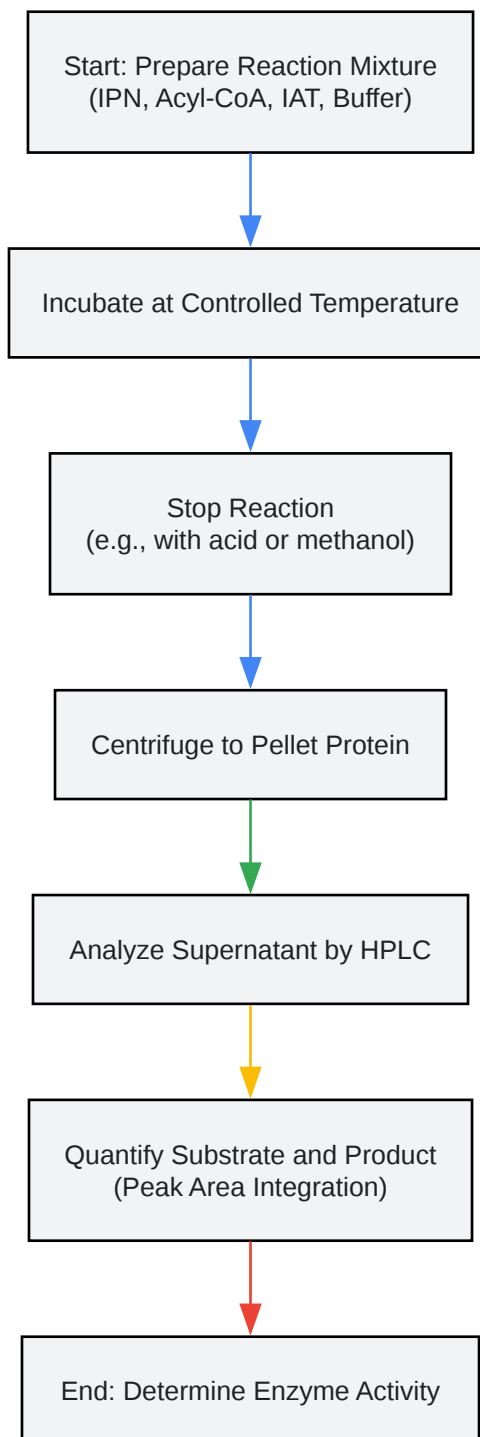 Start: Prepare Reaction Mixture
(IPN, Acyl-CoA, IAT, Buffer)
Incubate at Controlled Temperature
Stop Reaction
(e.g., with acid or methanol)
Centrifuge to Pellet Protein
Analyze Supernatant by HPLC
Quantify Substrate and Product
(Peak Area Integration)
End: Determine Enzyme Activity